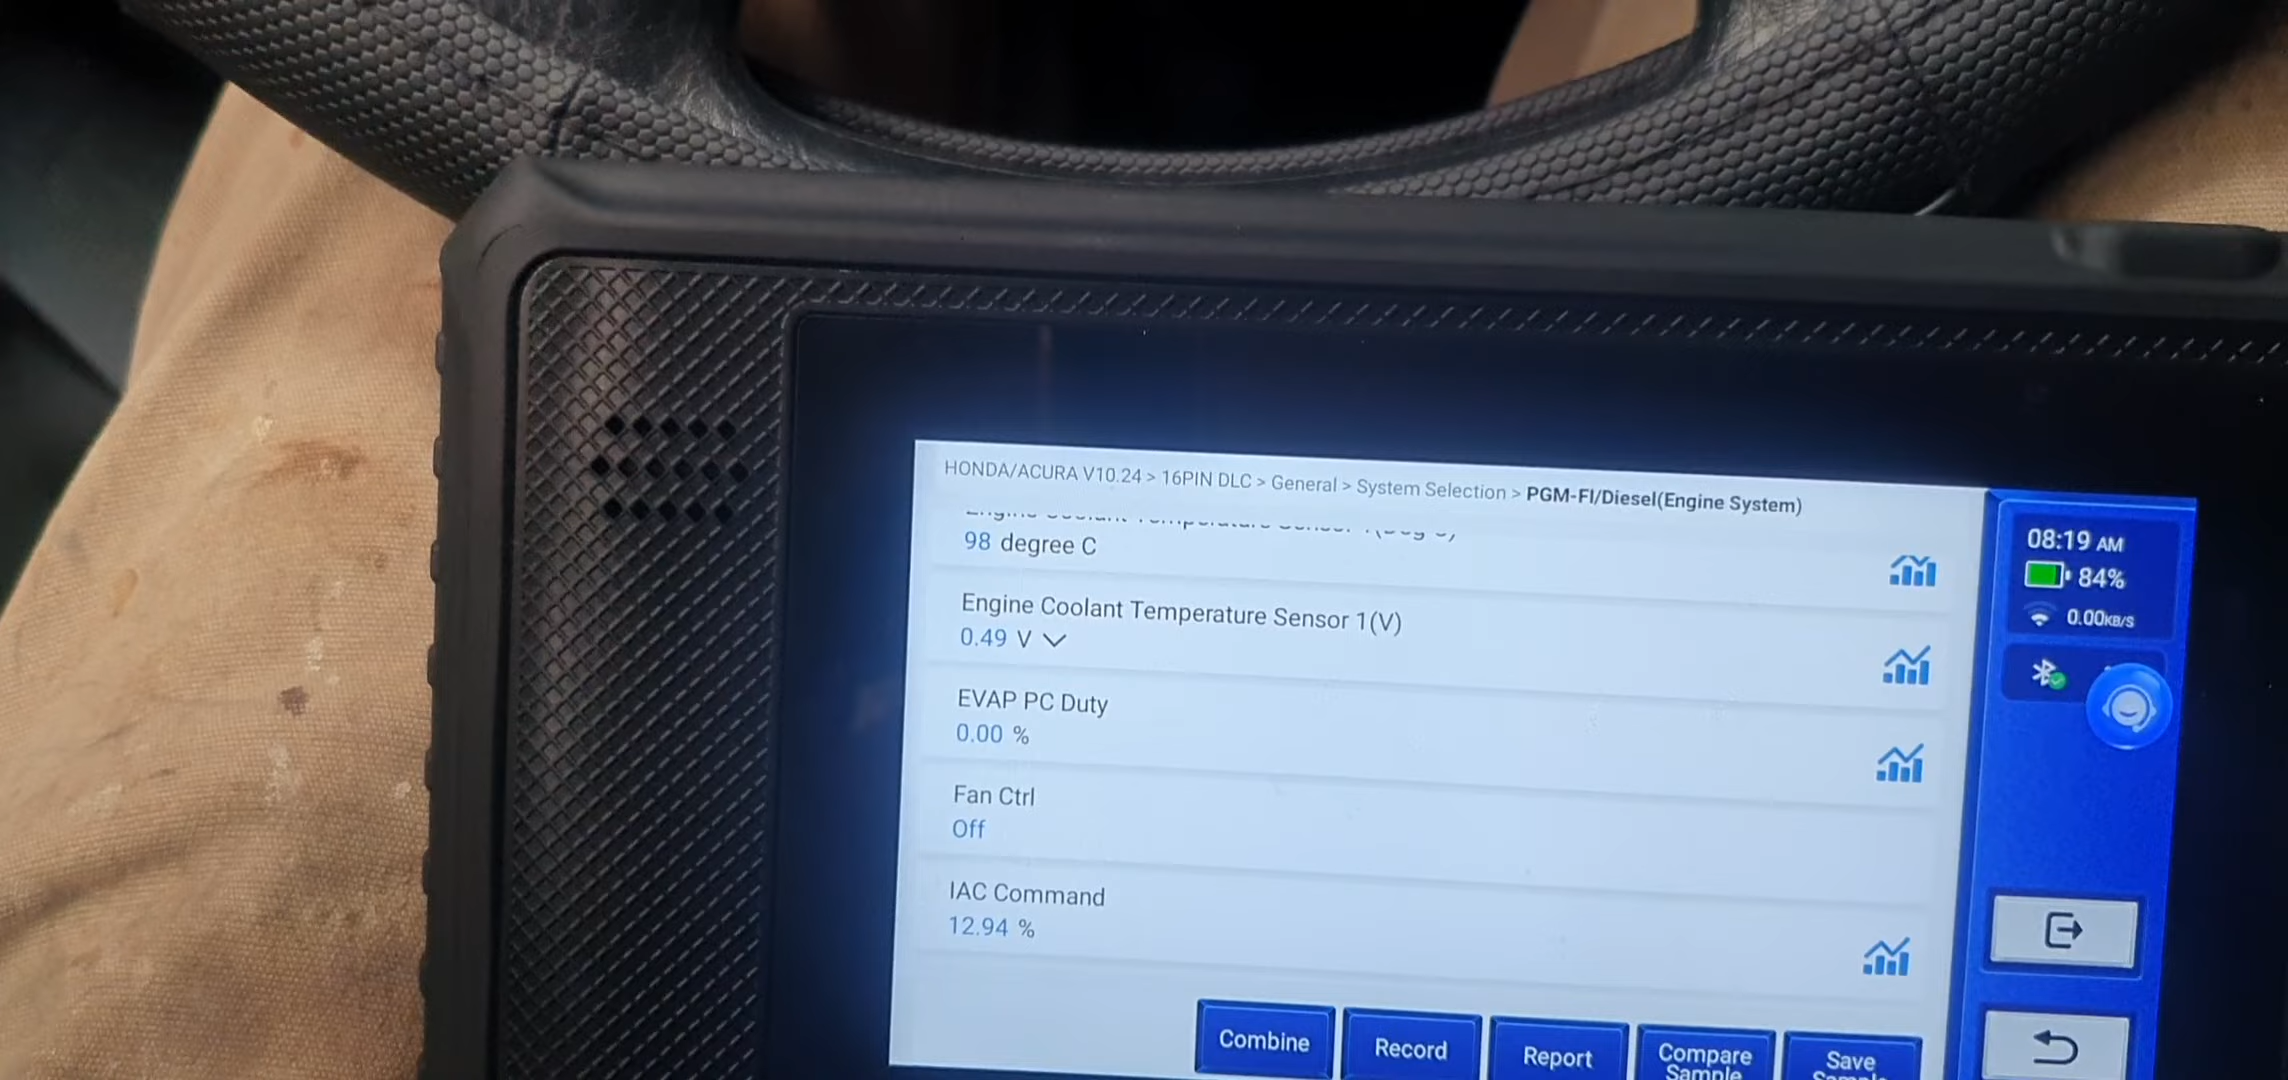 HONDA/ACURA V10.24 > 16PIN DLC > General > System Selection > PGM-FI/Diesel(Engine System)
98 degree C
Engine Coolant Temperature Sensor 1(V)
0.49 V
EVAP PC Duty
0.00 %
Fan Ctrl
Off
IAC Command
12.94 %
Combine
Record
Report
Compare
Sample
Save
08:19 AM
84%
0.00KB/S